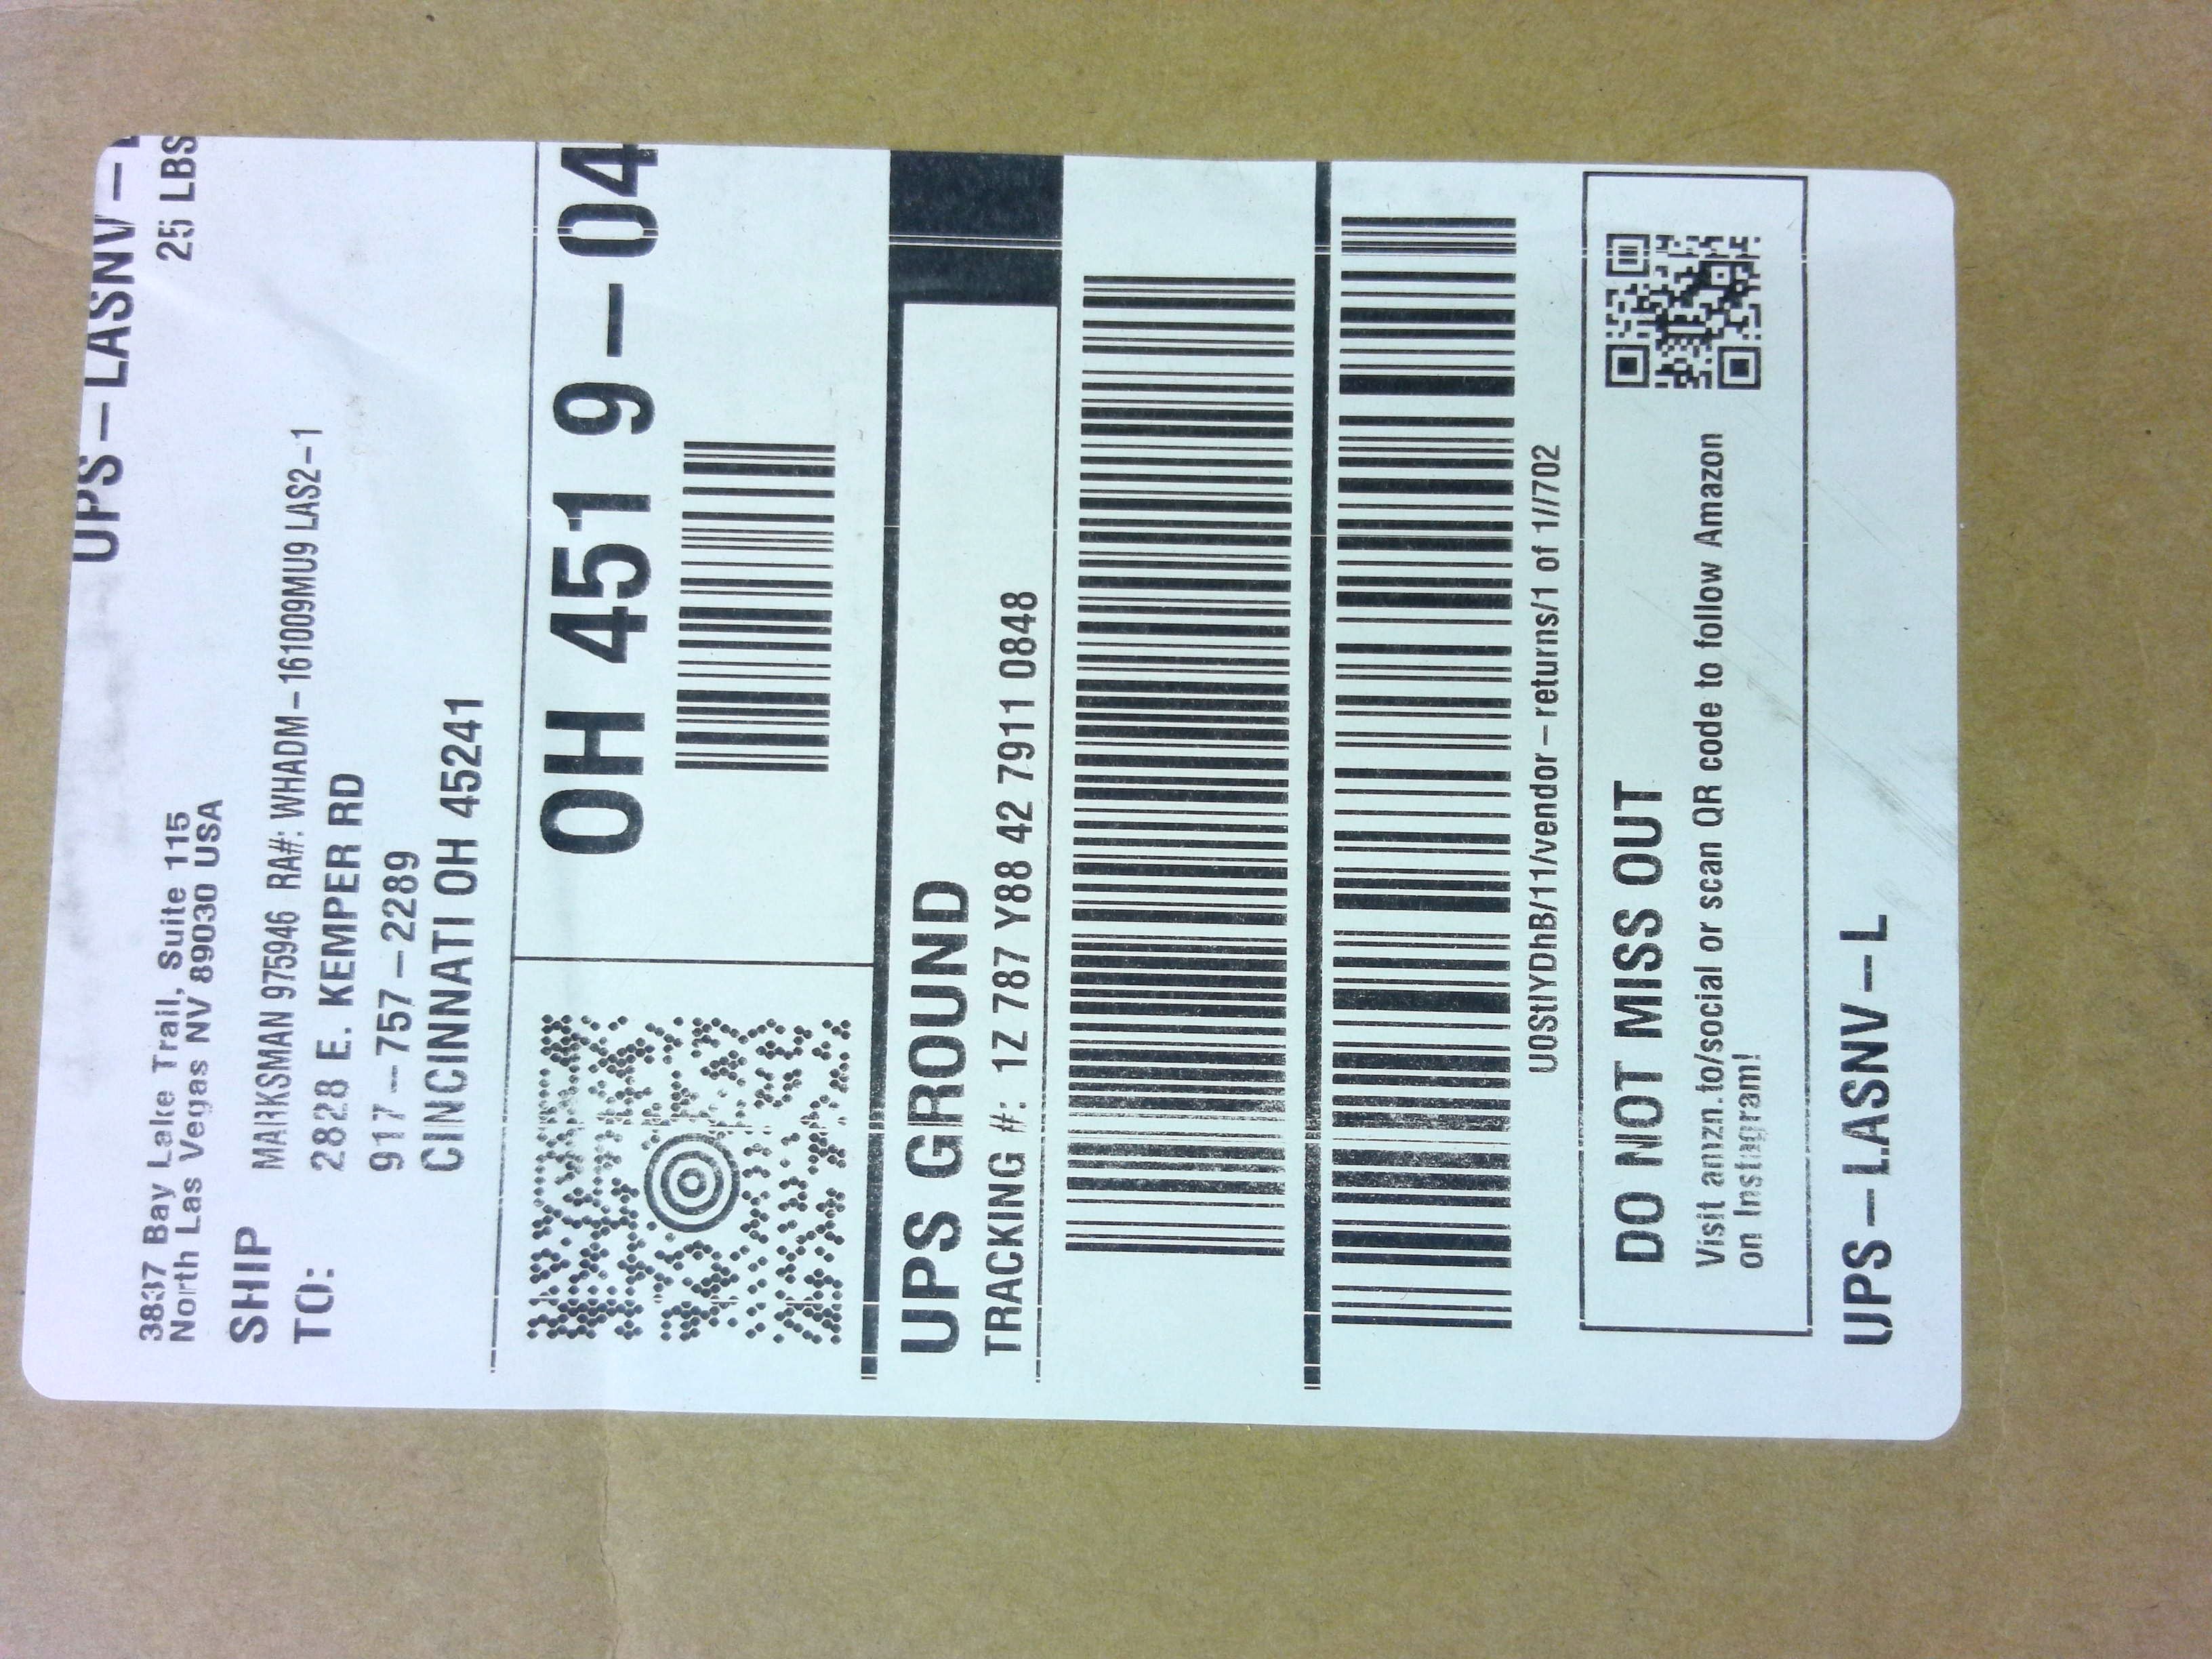 UPS-LASNV-
25 LBS
3837 Bay Lake Trail, Suite 115
North Las Vegas NV 89030 USA
SHIP
TO:
MARKSMAN 975946 RA#: WHADM-161009MU9 LAS2-1
2828 E. KEMPER RD
917-757-2289
CINCINNATI OH 45241
OH 451 9-04
UPS GROUND
TRACKING #: 1Z 787 Y88 42 7911 0848
/11/vendor-returns/1 of 1//702
DO NOT MISS OUT
Visit amzn.to/social or scan QR code to follow Amazon
on Instagram!
UPS-LASNV-L